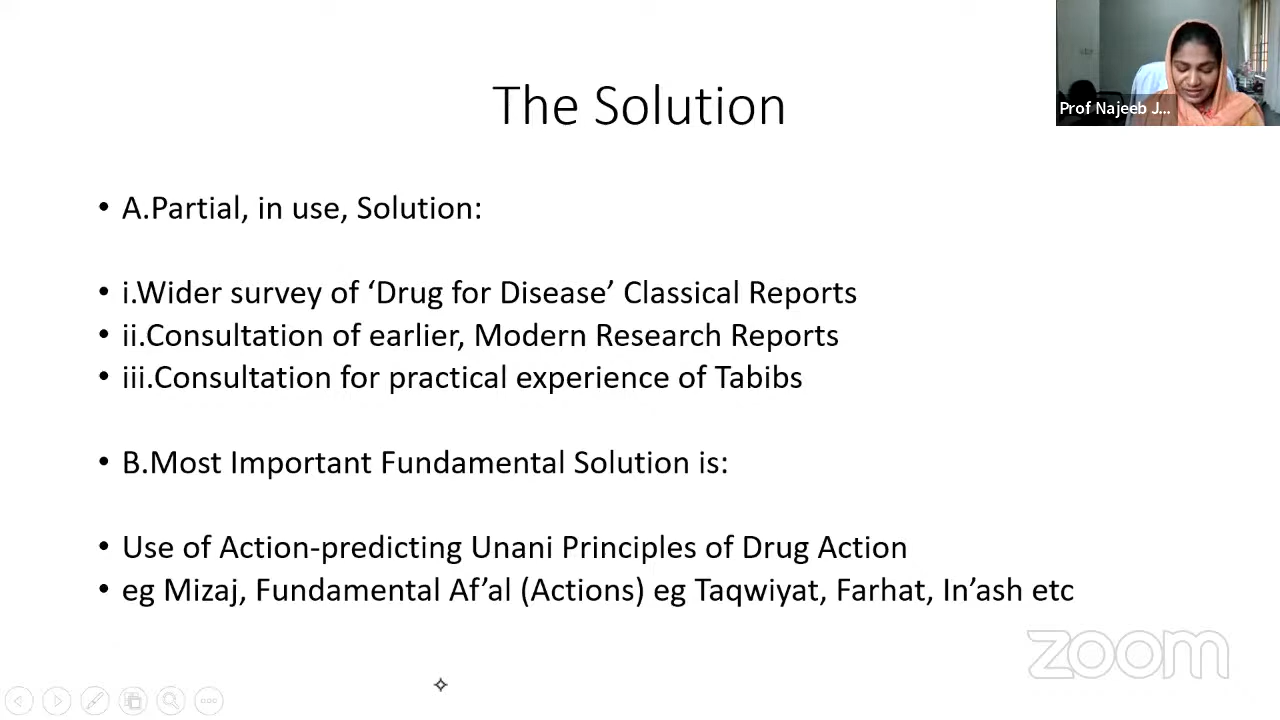 The Solution
Prof Najeeb J...
• A.Partial, in use, Solution:
• i.Wider survey of ‘Drug for Disease’ Classical Reports
• ii.Consultation of earlier, Modern Research Reports
• iii.Consultation for practical experience of Tabibs
• B.Most Important Fundamental Solution is:
• Use of Action-predicting Unani Principles of Drug Action
• eg Mizaj, Fundamental Af’al (Actions) eg Taqwiyat, Farhat, In’ash etc
zoom